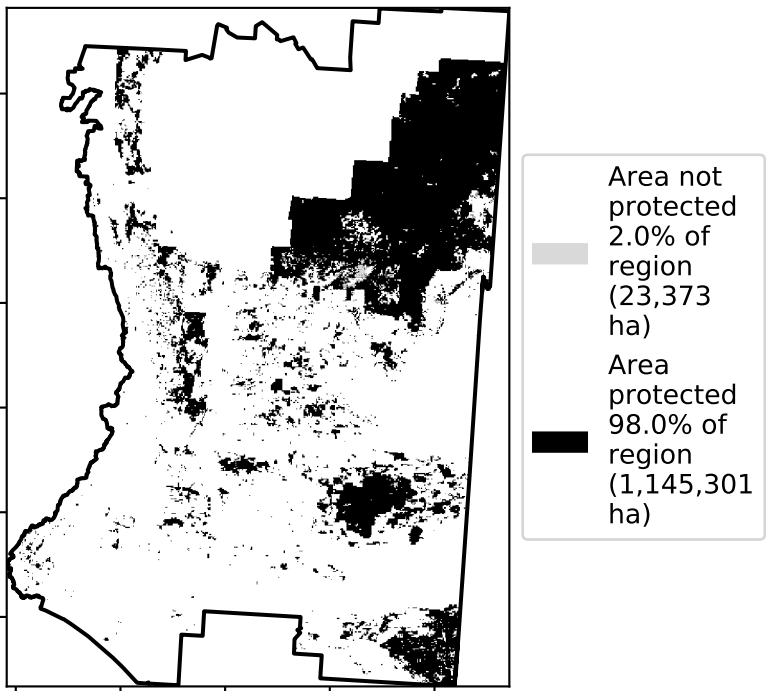 Area not
protected
2.0% of
region
(23,373
ha)
Area
protected
98.0% of
region
(1,145,301
ha)